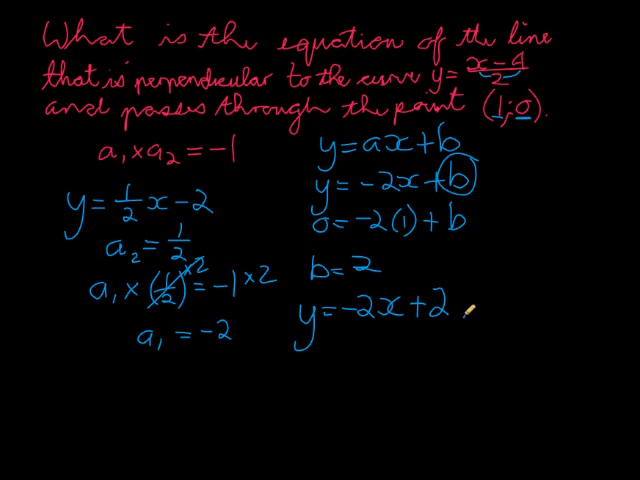 What is the equation of the line
that is perpendicular to the curve y = x-4/2
and passes through the point (1;0).
a₁ × a₂ = -1
y = 1/2 x - 2
a₂ = 1/2
a₁ × (1/2) ×2 = -1 ×2
a₁ = -2
y = ax + b
y = -2x + b
0 = -2(1) + b
b = 2
y = -2x + 2